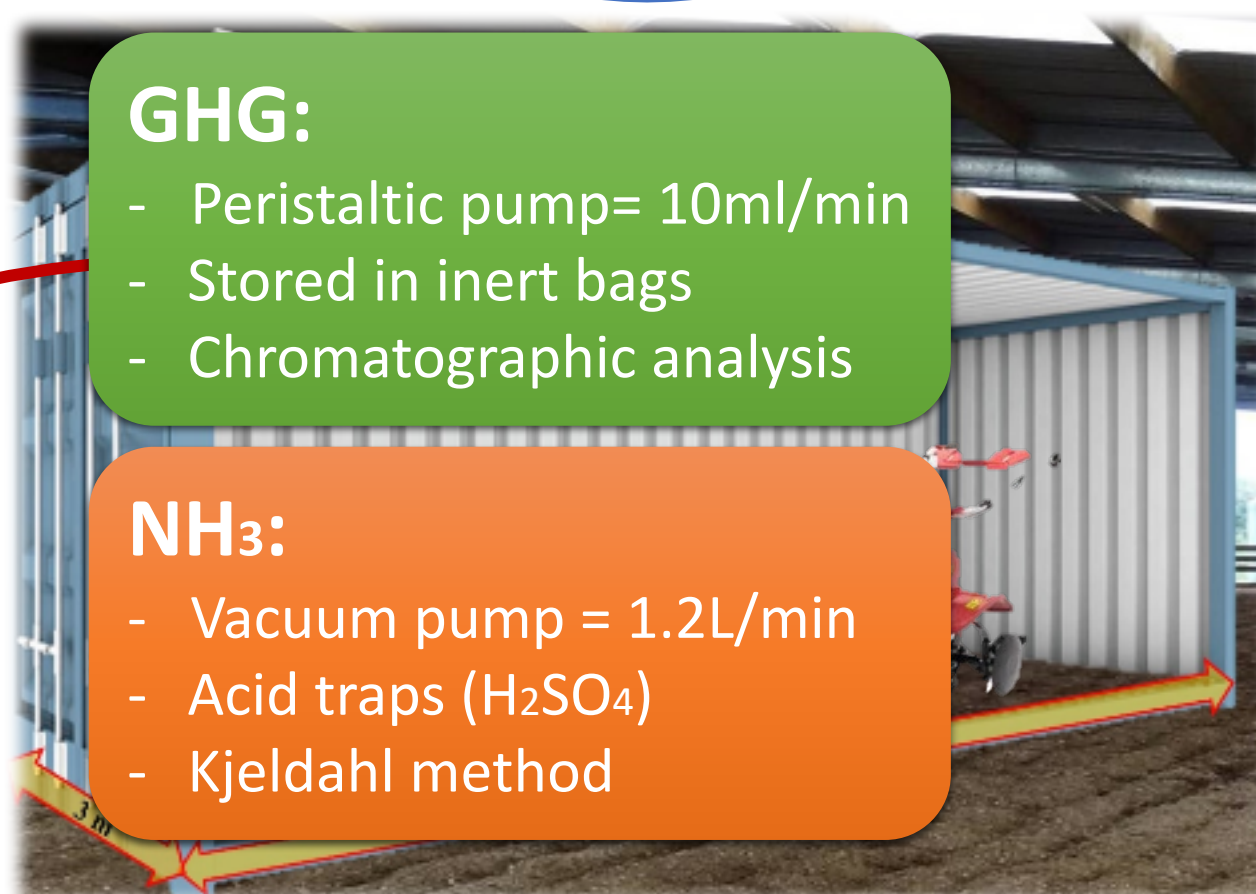 GHG:
- Peristaltic pump= 10ml/min
- Stored in inert bags
- Chromatographic analysis
NH₃:
- Vacuum pump = 1.2L/min
- Acid traps (H₂SO₄)
- Kjeldahl method
3 m